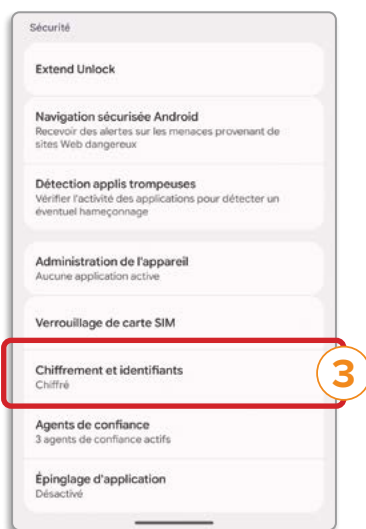 Sécurité
Extend Unlock
Navigation sécurisée Android
Recevoir des alertes sur les menaces provenant de
sites Web dangereux
Détection applis trompeuses
Vérifier l'activité des applications pour détecter un
éventuel hameçonnage
Administration de l'appareil
Aucune application active
Verrouillage de carte SIM
Chiffrement et identifiants
Chiffré
3
Agents de confiance
3 agents de confiance actifs
Épinglage d'application
Désactivé